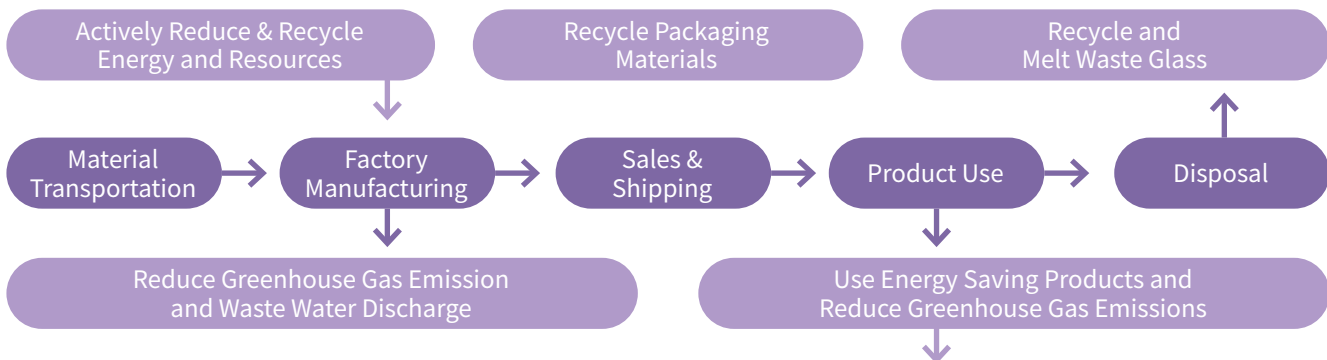 Actively Reduce & Recycle
Energy and Resources
Recycle Packaging
Materials
Recycle and
Melt Waste Glass
Material
Transportation
Factory
Manufacturing
Sales &
Shipping
Product Use
Disposal
Reduce Greenhouse Gas Emission
and Waste Water Discharge
Use Energy Saving Products and
Reduce Greenhouse Gas Emissions